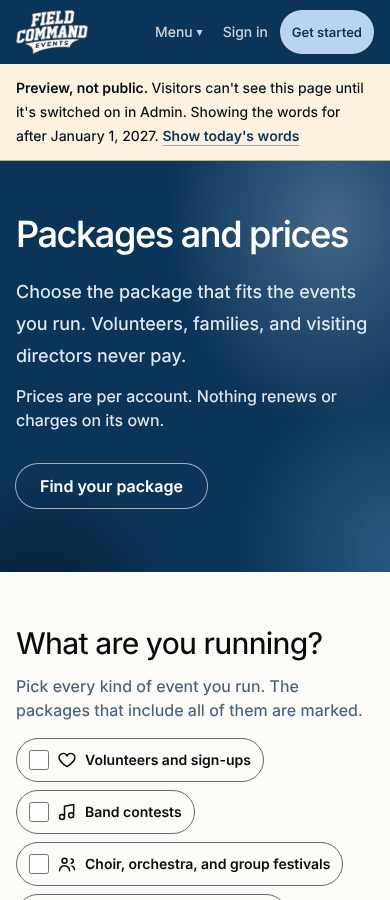 FIELD
COMMAND
EVENTS
Menu ▾ Sign in Get started
Preview, not public. Visitors can't see this page until
it's switched on in Admin. Showing the words for
after January 1, 2027. Show today's words
Packages and prices
Choose the package that fits the events
you run. Volunteers, families, and visiting
directors never pay.
Prices are per account. Nothing renews or
charges on its own.
Find your package
What are you running?
Pick every kind of event you run. The
packages that include all of them are marked.
Volunteers and sign-ups
Band contests
Choir, orchestra, and group festivals